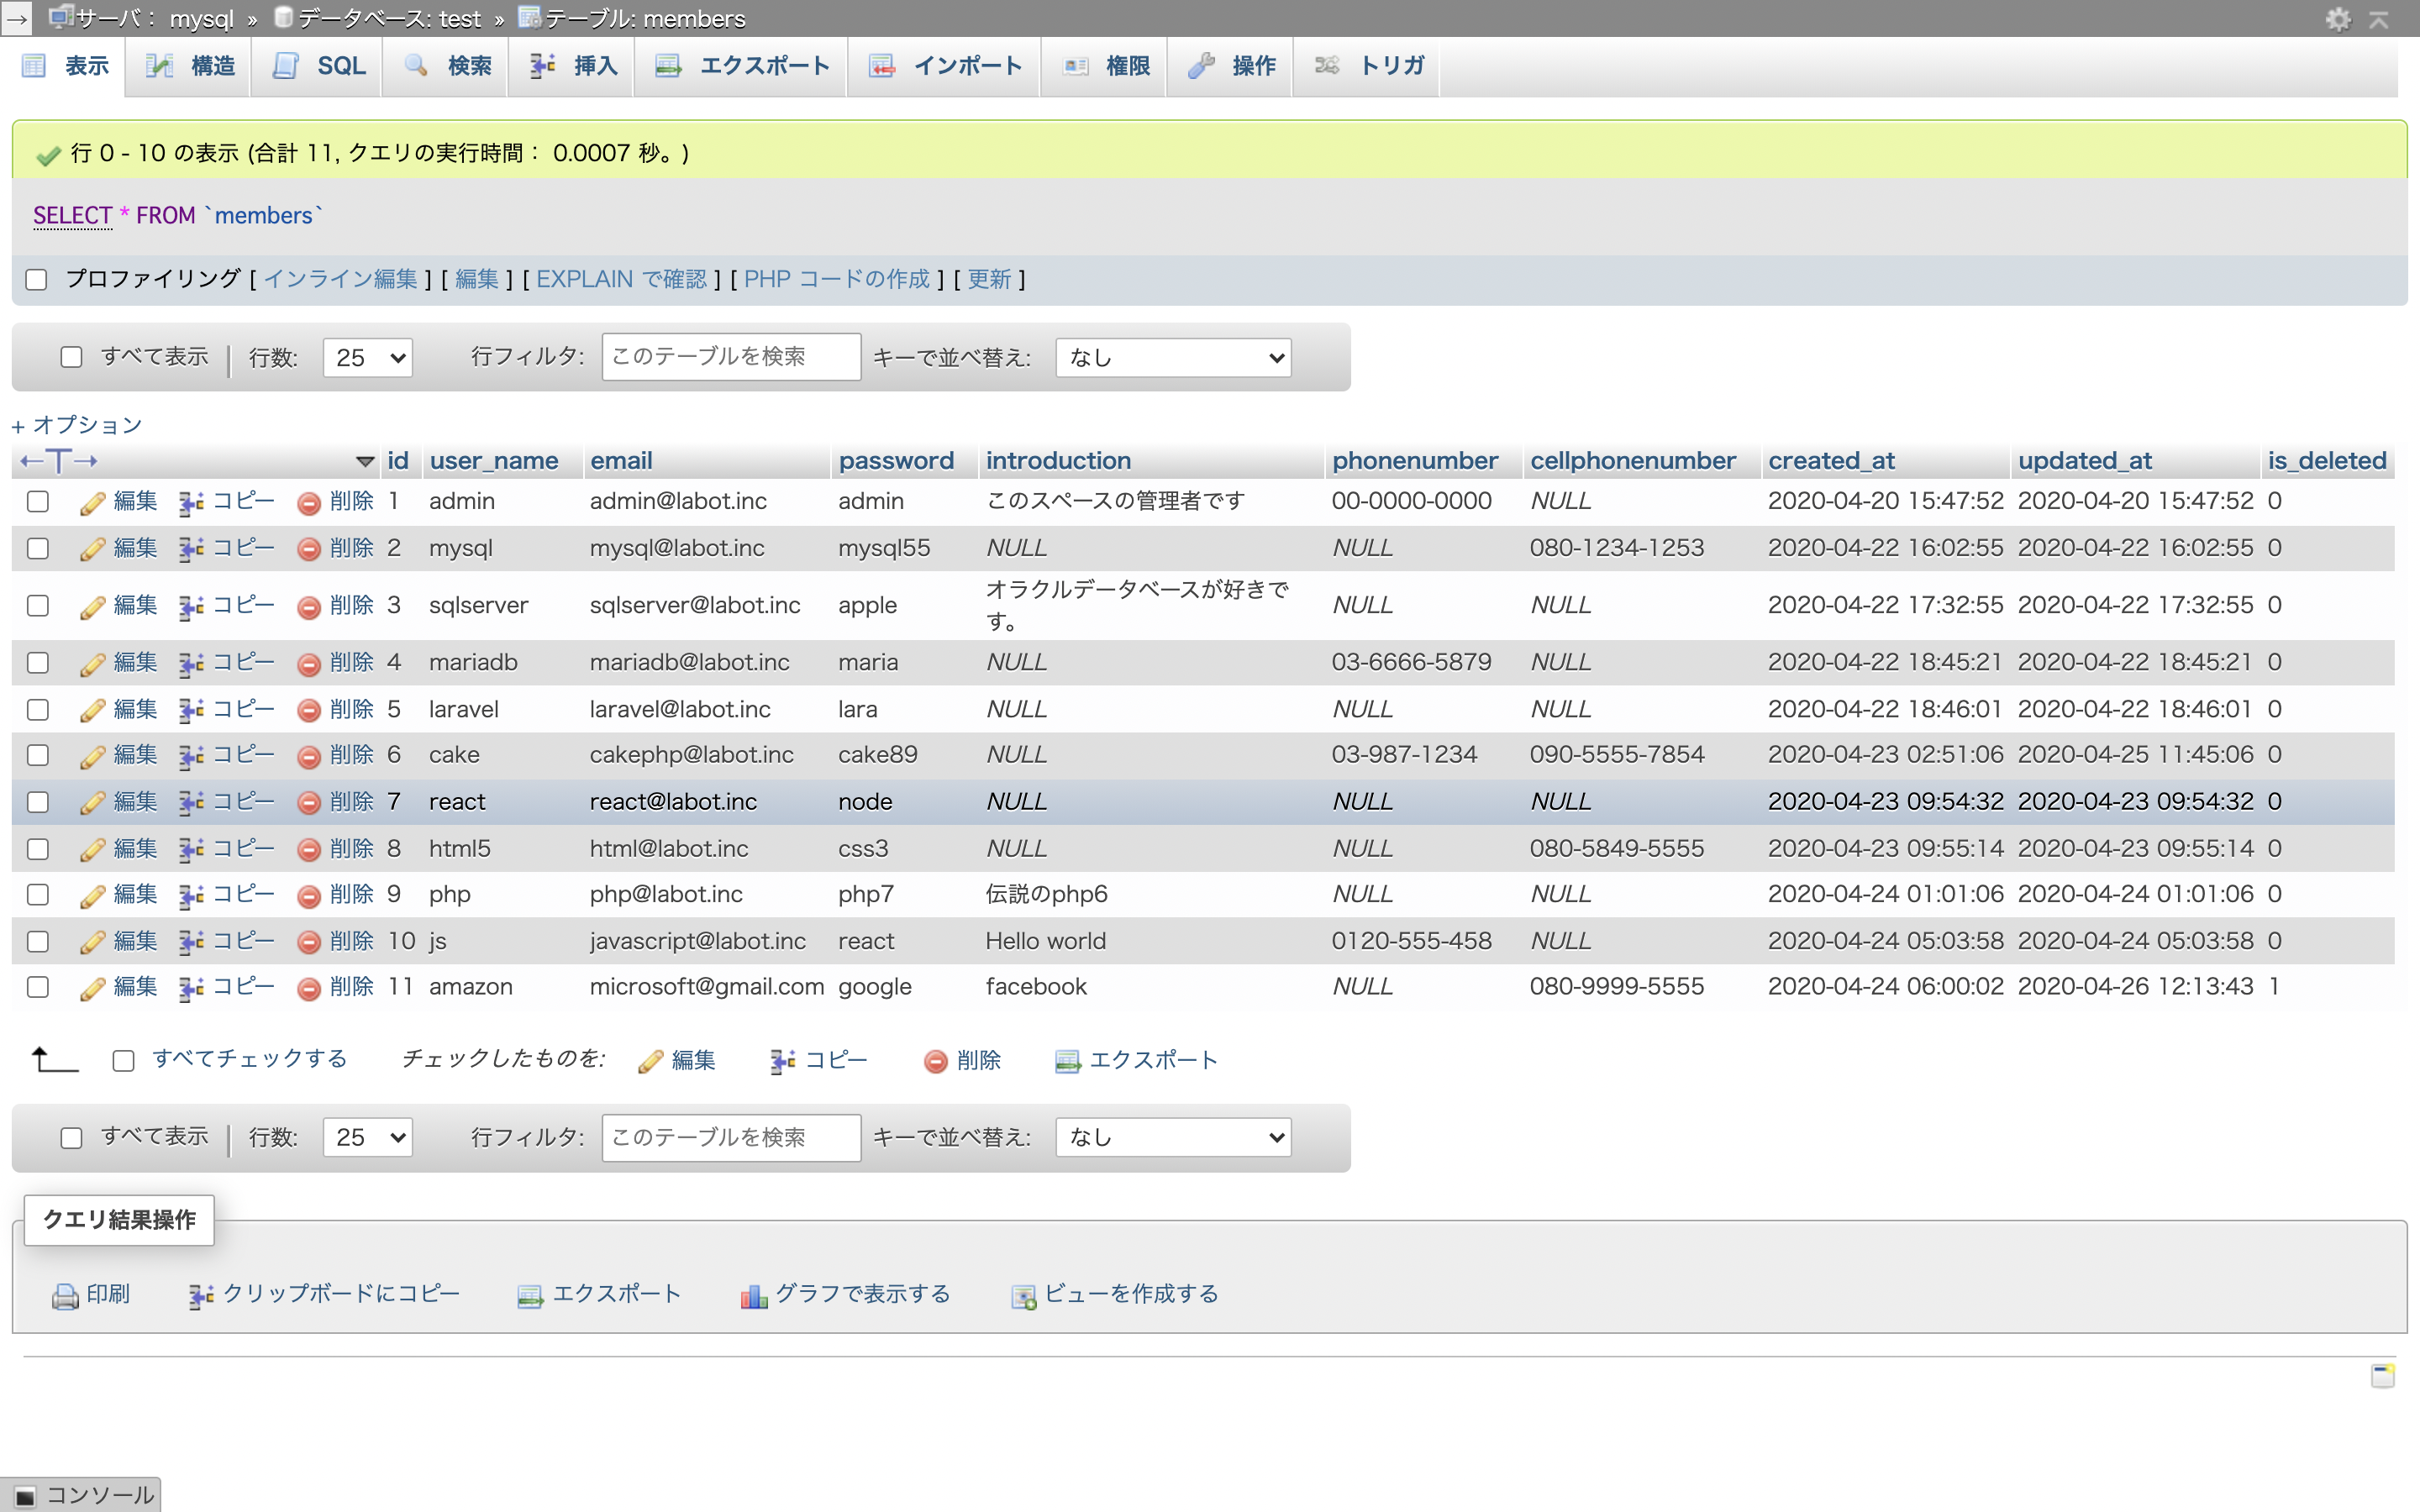 → サーバ： mysql » データベース: test » テーブル: members
表示 構造 SQL 検索 挿入 エクスポート インポート 権限 操作 トリガ
行 0 - 10 の表示 (合計 11, クエリの実行時間： 0.0007 秒。)
SELECT * FROM `members`
プロファイリング [ インライン編集 ] [ 編集 ] [ EXPLAIN で確認 ] [ PHP コードの作成 ] [ 更新 ]
すべて表示 行数: 25 行フィルタ: このテーブルを検索 キーで並べ替え: なし
+ オプション
←T→ id user_name email password introduction phonenumber cellphonenumber created_at updated_at is_deleted
編集 コピー 削除 1 admin admin@labot.inc admin このスペースの管理者です 00-0000-0000 NULL 2020-04-20 15:47:52 2020-04-20 15:47:52 0
編集 コピー 削除 2 mysql mysql@labot.inc mysql55 NULL NULL 080-1234-1253 2020-04-22 16:02:55 2020-04-22 16:02:55 0
編集 コピー 削除 3 sqlserver sqlserver@labot.inc apple オラクルデータベースが好きで
す。 NULL NULL 2020-04-22 17:32:55 2020-04-22 17:32:55 0
編集 コピー 削除 4 mariadb mariadb@labot.inc maria NULL 03-6666-5879 NULL 2020-04-22 18:45:21 2020-04-22 18:45:21 0
編集 コピー 削除 5 laravel laravel@labot.inc lara NULL NULL NULL 2020-04-22 18:46:01 2020-04-22 18:46:01 0
編集 コピー 削除 6 cake cakephp@labot.inc cake89 NULL 03-987-1234 090-5555-7854 2020-04-23 02:51:06 2020-04-25 11:45:06 0
編集 コピー 削除 7 react react@labot.inc node NULL NULL NULL 2020-04-23 09:54:32 2020-04-23 09:54:32 0
編集 コピー 削除 8 html5 html@labot.inc css3 NULL NULL 080-5849-5555 2020-04-23 09:55:14 2020-04-23 09:55:14 0
編集 コピー 削除 9 php php@labot.inc php7 伝説のphp6 NULL NULL 2020-04-24 01:01:06 2020-04-24 01:01:06 0
編集 コピー 削除 10 js javascript@labot.inc react Hello world 0120-555-458 NULL 2020-04-24 05:03:58 2020-04-24 05:03:58 0
編集 コピー 削除 11 amazon microsoft@gmail.com google facebook NULL 080-9999-5555 2020-04-24 06:00:02 2020-04-26 12:13:43 1
すべてチェックする チェックしたものを: 編集 コピー 削除 エクスポート
すべて表示 行数: 25 行フィルタ: このテーブルを検索 キーで並べ替え: なし
クエリ結果操作
印刷 クリップボードにコピー エクスポート グラフで表示する ビューを作成する
コンソール